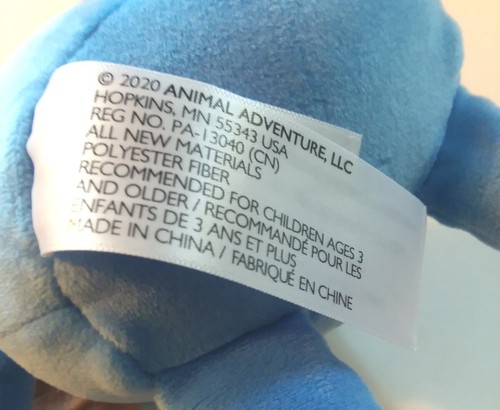 © 2020 ANIMAL ADVENTURE, LLC
HOPKINS, MN 55343 USA
REG NO. PA-13040 (CN)
ALL NEW MATERIALS
POLYESTER FIBER
RECOMMENDED FOR CHILDREN AGES 3
AND OLDER / RECOMMANDÉ POUR LES
ENFANTS DE 3 ANS ET PLUS
MADE IN CHINA / FABRIQUÉ EN CHINE